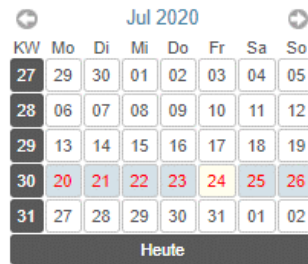 Jul 2020
KW Mo Di Mi Do Fr Sa So
27 29 30 01 02 03 04 05
28 06 07 08 09 10 11 12
29 13 14 15 16 17 18 19
30 20 21 22 23 24 25 26
31 27 28 29 30 31 01 02
Heute